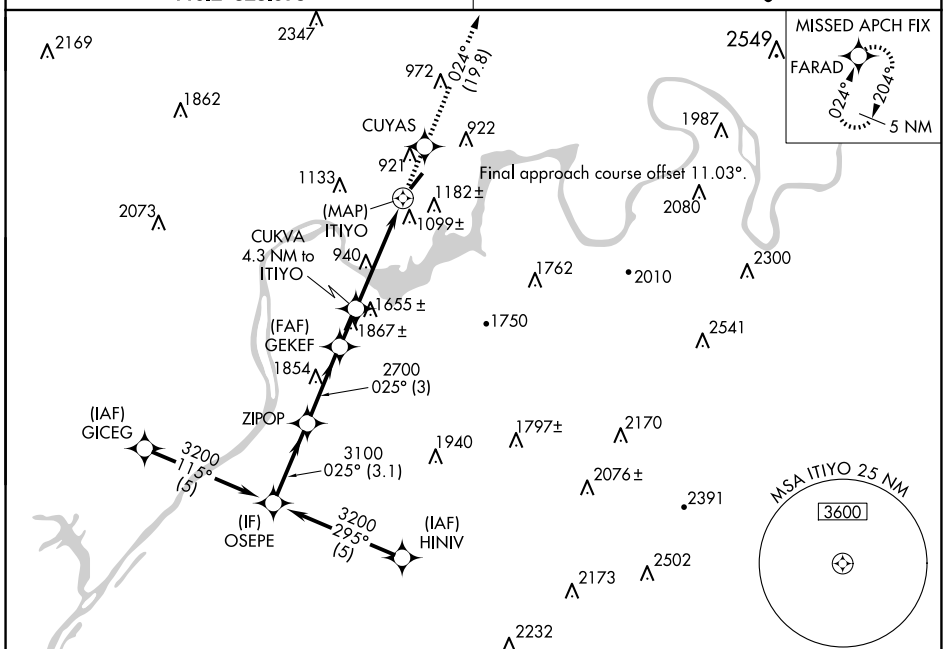 2169
2347
1862
972
024°
(19.8)
2549
MISSED APCH FIX
FARAD
024°
204°
5 NM
CUYAS
922
921
1987
Final approach course offset 11.03°.
1133
2073
(MAP)
ITIYO
1182±
1099±
2080
CUKVA
4.3 NM to
ITIYO
940
1762
2010
2300
1655 ±
1867±
1750
(FAF)
GEKEF
2541
1854
2700
025° (3)
ZIPOP
(IAF)
GICEG
3200
115°
(5)
3100
025° (3.1)
1940
1797±
2170
2076±
2391
MSA ITIYO 25 NM
3600
(IF)
OSEPE
3200
295°
(5)
(IAF)
HINIV
2173
2502
2232